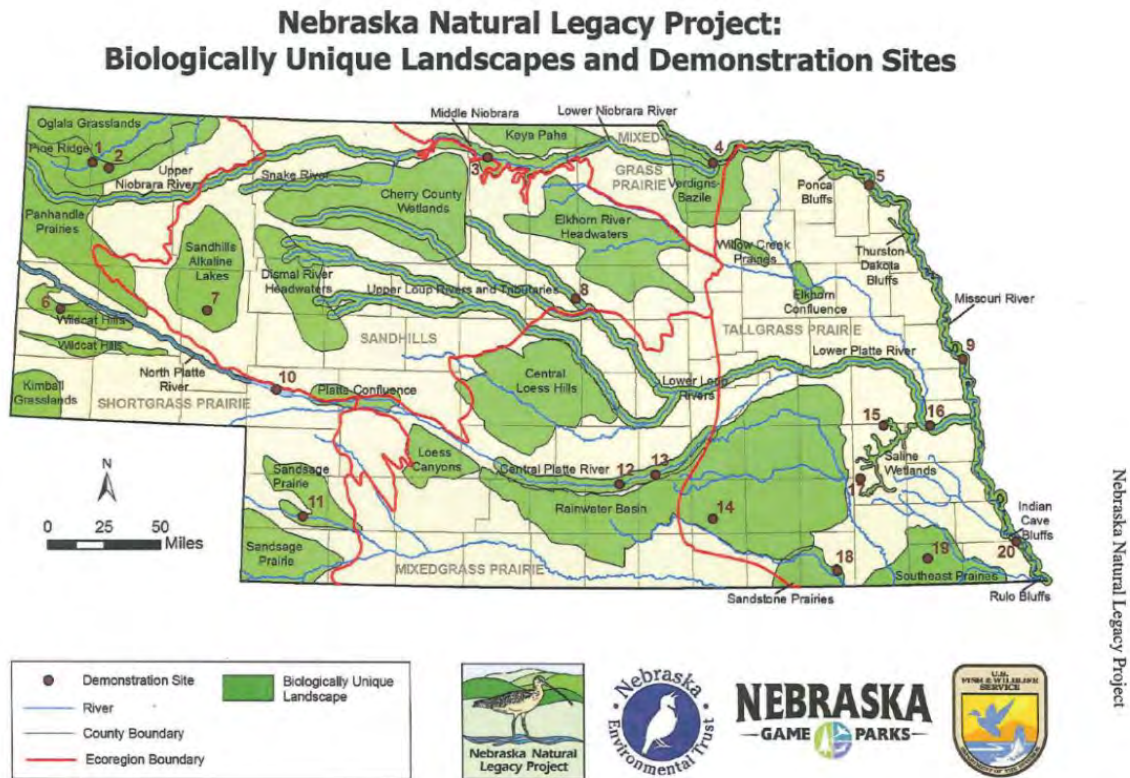 Nebraska Natural Legacy Project:
Biologically Unique Landscapes and Demonstration Sites
Middle Niobrara
Lower Niobrara River
Oglala Grasslands
Keya Paha
MIXED-
GRASS
PRAIRIE
Pine Ridge
1
2
3
4
5
Upper
Niobrara River
Snake River
Verdigris-
Bazile
Ponca
Bluffs
Cherry County
Wetlands
Panhandle
Prairies
Elkhorn River
Headwaters
Sandhills
Alkaline
Lakes
Willow Creek
Prairies
Thurston-
Dakota
Bluffs
Dismal River
Headwaters
Upper Loup Rivers and Tributaries
8
Elkhorn
Confluence
Missouri River
6
7
Wildcat Hills
Wildcat Hills
SANDHILLS
TALLGRASS PRAIRIE
9
North Platte
River
Lower Platte River
Central
Loess Hills
10
Platte Confluence
Lower Loup
Rivers
Kimball
Grasslands
SHORTGRASS PRAIRIE
15
16
Loess
Canyons
Saline
Wetlands
Sandsage
Prairie
Central Platte River
12
13
17
N
11
Rainwater Basin
14
Indian
Cave
Bluffs
0 25 50
Miles
Sandsage
Prairie
MIXEDGRASS PRAIRIE
18
19
20
Southeast Prairies
Sandstone Prairies
Rulo Bluffs
Nebraska Natural Legacy Project
Demonstration Site
River
County Boundary
Ecoregion Boundary
Biologically Unique
Landscape
Nebraska Natural
Legacy Project
Nebraska
Environmental Trust
NEBRASKA
GAME PARKS
U.S.
FISH & WILDLIFE
SERVICE